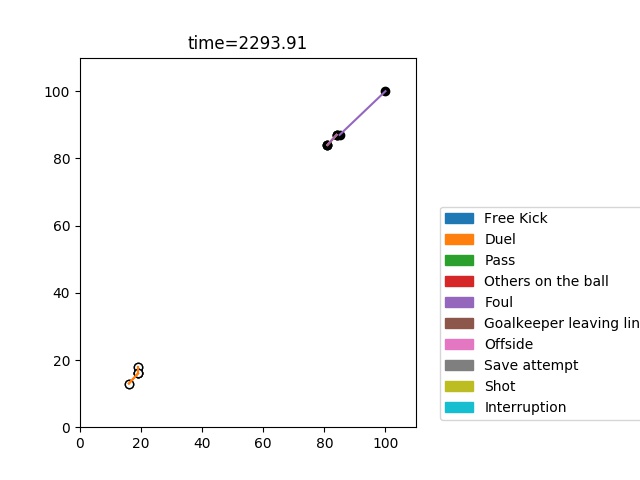 time=2293.91
100
80
60
40
20
0
0 20 40 60 80 100
Free Kick
Duel
Pass
Others on the ball
Foul
Goalkeeper leaving lin
Offside
Save attempt
Shot
Interruption